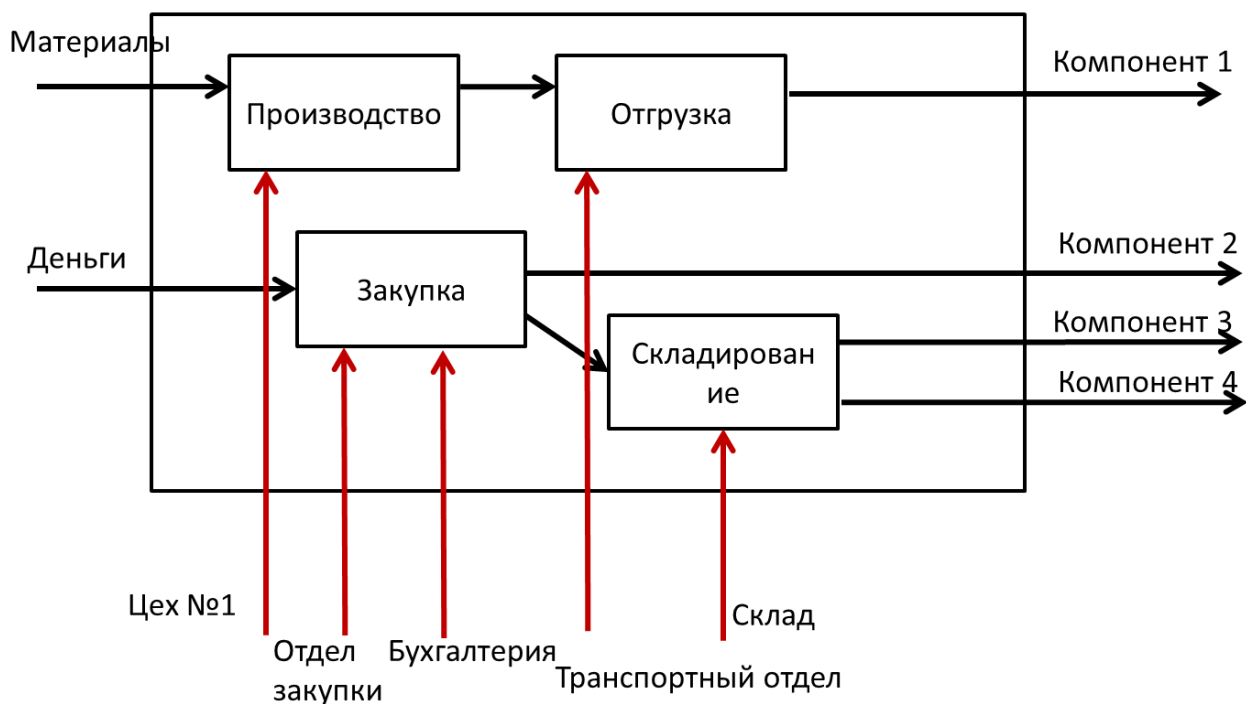 Материалы
Компонент 1
Производство
Отгрузка
Деньги
Компонент 2
Закупка
Компонент 3
Складирован
ие
Компонент 4
Цех №1
Склад
Отдел
закупки
Бухгалтерия
Транспортный отдел